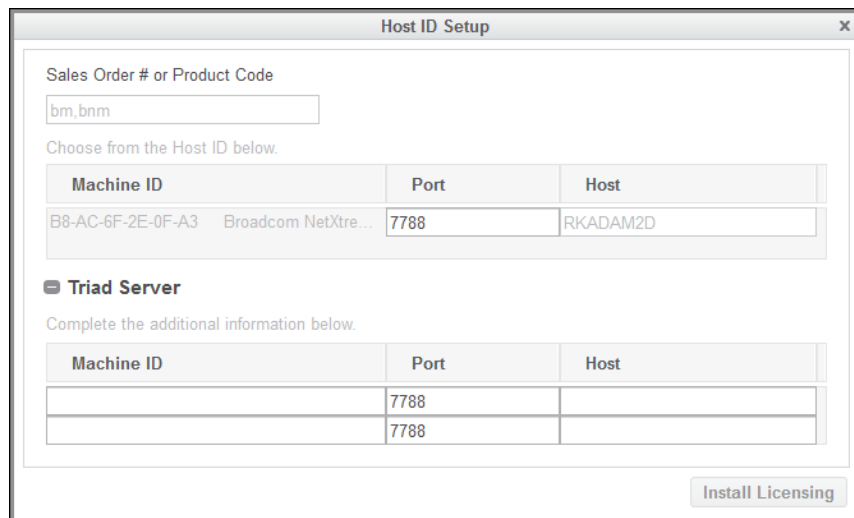 Host ID Setup x
Sales Order # or Product Code
bm,bnm
Choose from the Host ID below.
Machine ID Port Host
B8-AC-6F-2E-0F-A3 Broadcom NetXtre... 7788 RKADAM2D
Triad Server
Complete the additional information below.
Machine ID Port Host
7788
7788
Install Licensing